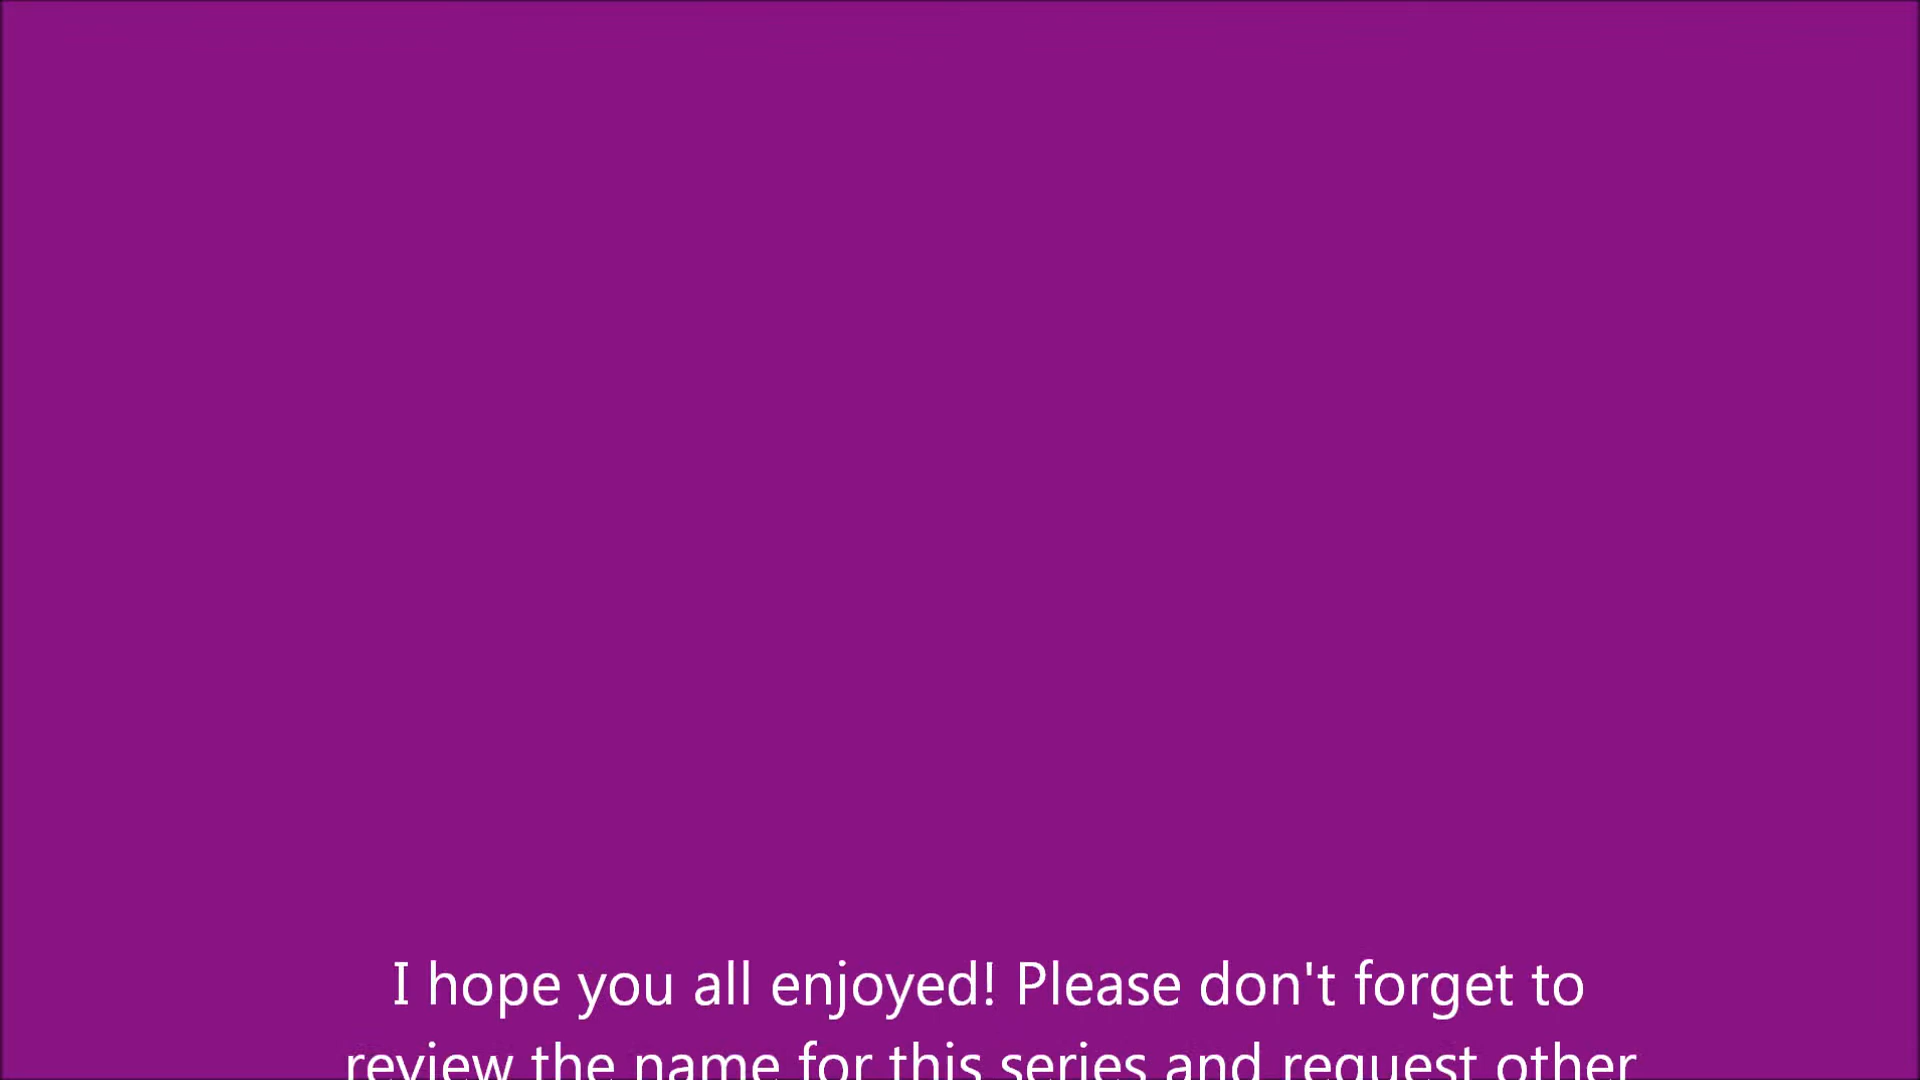 I hope you all enjoyed! Please don't forget to
review the name for this series and request other